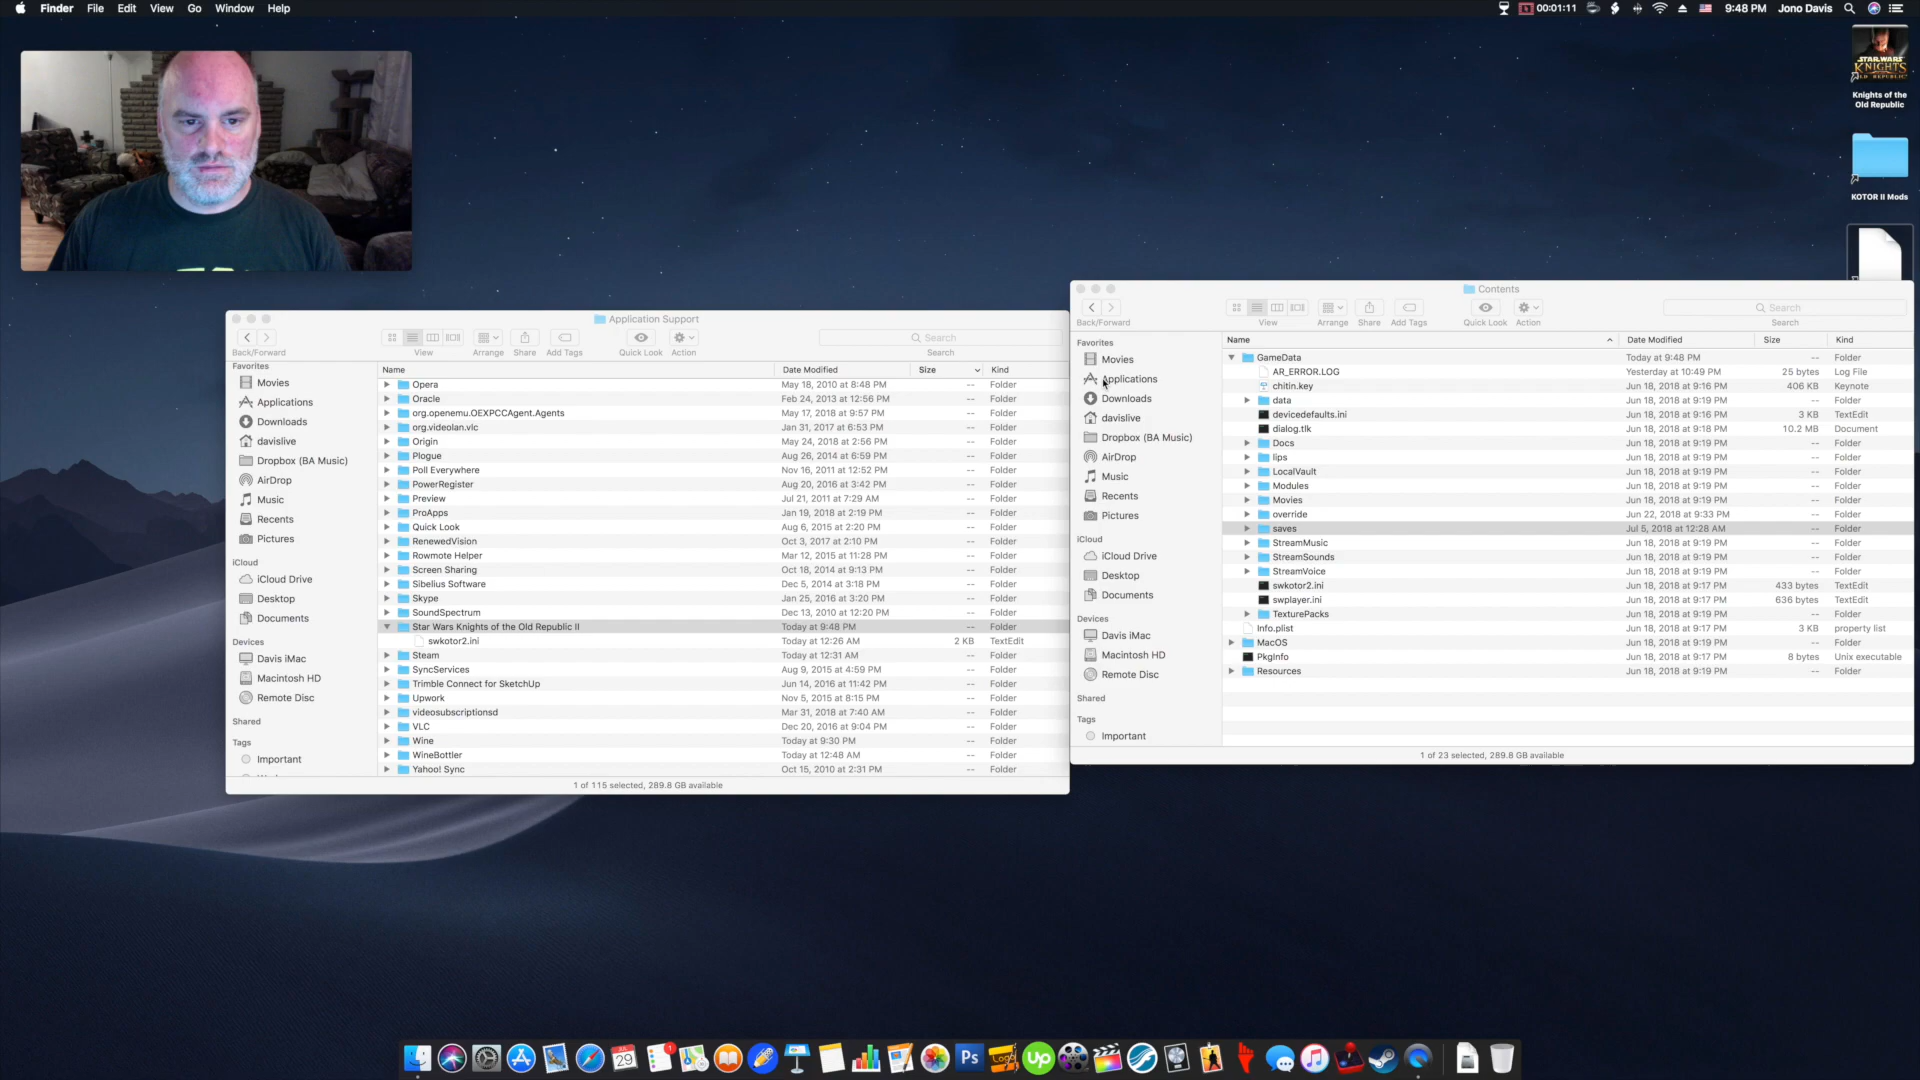 Finder File Edit View Go Window Help
00:01:11 9:48 PM Jono Davis
STAR WARS
KNIGHTS
Knights of the
Old Republic
KOTOR II Mods
Application Support
Back/Forward View Arrange Share Add Tags Quick Look Action Search
Search
Favorites
Movies
Applications
Downloads
davislive
Dropbox (BA Music)
AirDrop
Music
Recents
Pictures
iCloud
iCloud Drive
Desktop
Documents
Devices
Davis iMac
Macintosh HD
Remote Disc
Shared
Tags
Important
Name Date Modified Size Kind
Opera May 18, 2010 at 8:48 PM -- Folder
Oracle Feb 24, 2013 at 12:56 PM -- Folder
org.openemu.OEXPCCAgent.Agents May 17, 2018 at 9:57 PM -- Folder
org.videolan.vlc Jan 31, 2017 at 6:53 PM -- Folder
Origin May 24, 2018 at 2:56 PM -- Folder
Plogue Aug 26, 2014 at 6:59 PM -- Folder
Poll Everywhere Nov 16, 2011 at 12:52 PM -- Folder
PowerRegister Aug 20, 2016 at 3:42 PM -- Folder
Preview Jul 21, 2011 at 7:29 AM -- Folder
ProApps Jan 19, 2018 at 2:19 PM -- Folder
Quick Look Aug 6, 2015 at 2:20 PM -- Folder
RenewedVision Oct 3, 2017 at 2:10 PM -- Folder
Rowmote Helper Mar 12, 2015 at 11:28 PM -- Folder
Screen Sharing Oct 18, 2014 at 9:13 PM -- Folder
Sibelius Software Dec 5, 2014 at 3:18 PM -- Folder
Skype Jan 25, 2016 at 3:20 PM -- Folder
SoundSpectrum Dec 13, 2010 at 12:20 PM -- Folder
Star Wars Knights of the Old Republic II Today at 9:48 PM -- Folder
swkotor2.ini Today at 12:26 AM 2 KB TextEdit
Steam Today at 12:31 AM -- Folder
SyncServices Aug 9, 2015 at 4:59 PM -- Folder
Trimble Connect for SketchUp Jun 14, 2016 at 11:42 PM -- Folder
Upwork Nov 5, 2015 at 8:15 PM -- Folder
videosubscriptionsd Mar 31, 2018 at 7:40 AM -- Folder
VLC Dec 20, 2016 at 9:04 PM -- Folder
Wine Today at 9:30 PM -- Folder
WineBottler Today at 12:48 AM -- Folder
Yahoo! Sync Oct 15, 2010 at 2:31 PM -- Folder
1 of 115 selected, 289.8 GB available
Contents
Back/Forward View Arrange Share Add Tags Quick Look Action Search
Search
Favorites
Movies
Applications
Downloads
davislive
Dropbox (BA Music)
AirDrop
Music
Recents
Pictures
iCloud
iCloud Drive
Desktop
Documents
Devices
Davis iMac
Macintosh HD
Remote Disc
Shared
Tags
Important
Name Date Modified Size Kind
GameData Today at 9:48 PM -- Folder
AR_ERROR.LOG Yesterday at 10:49 PM 25 bytes Log File
chitin.key Jun 18, 2018 at 9:16 PM 406 KB Keynote
data Jun 18, 2018 at 9:19 PM -- Folder
devicedefaults.ini Jun 18, 2018 at 9:17 PM 3 KB TextEdit
dialog.tlk Jun 18, 2018 at 9:18 PM 10.2 MB Document
Docs Jun 18, 2018 at 9:19 PM -- Folder
lips Jun 18, 2018 at 9:19 PM -- Folder
LocalVault Jun 18, 2018 at 9:19 PM -- Folder
Modules Jun 18, 2018 at 9:19 PM -- Folder
Movies Jun 18, 2018 at 9:19 PM -- Folder
override Jun 22, 2018 at 9:33 PM -- Folder
saves Jul 5, 2018 at 12:28 AM -- Folder
StreamMusic Jun 18, 2018 at 9:19 PM -- Folder
StreamSounds Jun 18, 2018 at 9:19 PM -- Folder
StreamVoice Jun 18, 2018 at 9:19 PM -- Folder
swkotor2.ini Jun 18, 2018 at 9:17 PM 433 bytes TextEdit
swplayer.ini Jun 18, 2018 at 9:17 PM 636 bytes TextEdit
TexturePacks Jun 18, 2018 at 9:19 PM -- Folder
Info.plist Jun 18, 2018 at 9:17 PM 3 KB property list
MacOS Jun 18, 2018 at 9:19 PM -- Folder
PkgInfo Jun 18, 2018 at 9:17 PM 8 bytes Unix executable
Resources Jun 18, 2018 at 9:19 PM -- Folder
1 of 23 selected, 289.8 GB available
JUL
29
1
Ps
up